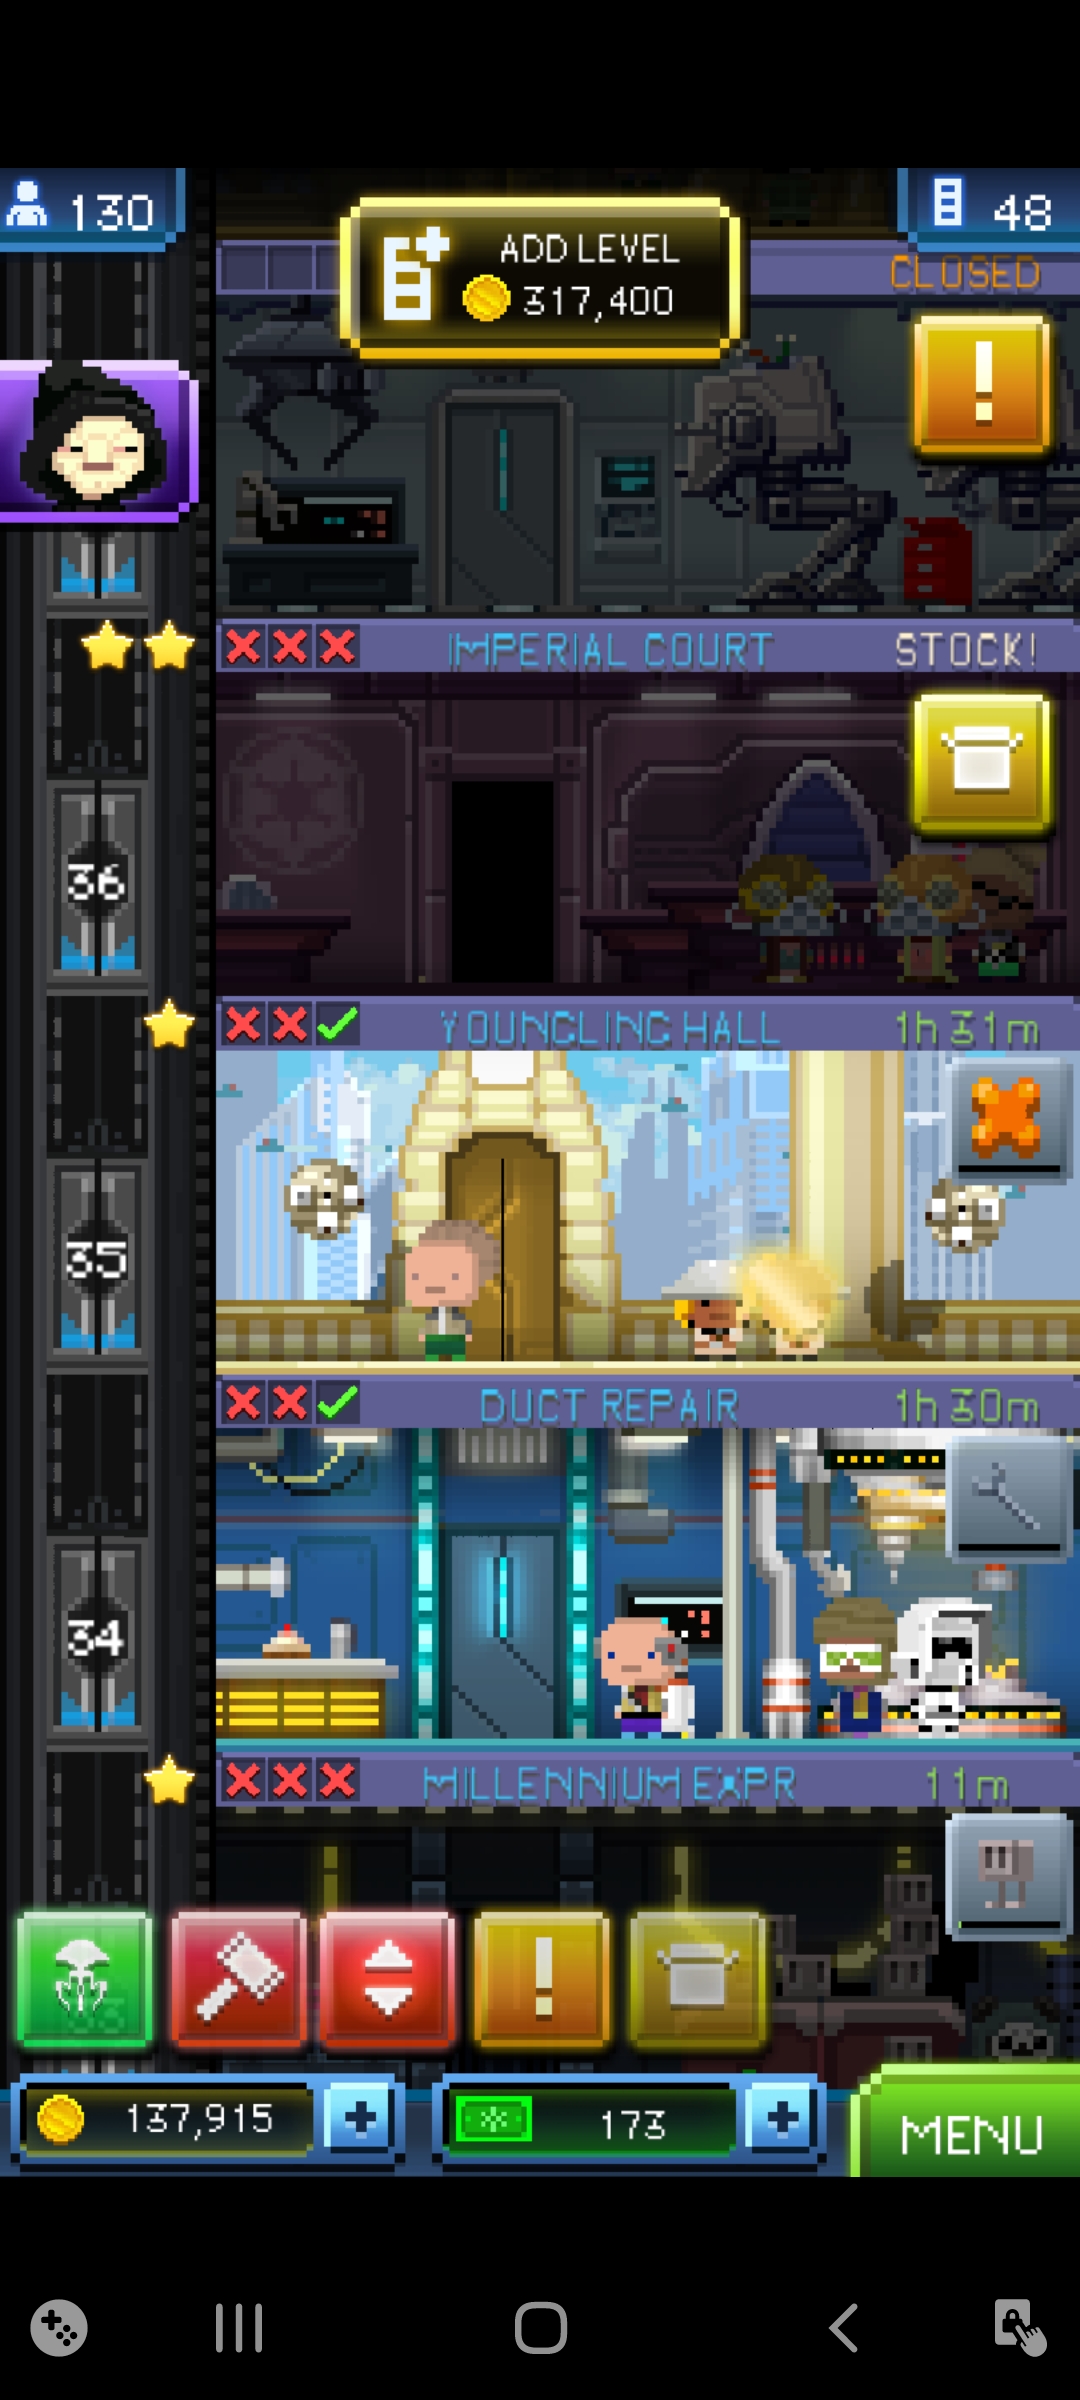 130
ADD LEVEL
317,400
48
CLOSED
!
IMPERIAL COURT
STOCK!
36
YOUNGLING HALL
1h 31m
35
DUCT REPAIR
1h 30m
34
MILLENNIUM EXPR
11m
!
137,915
173
MENU